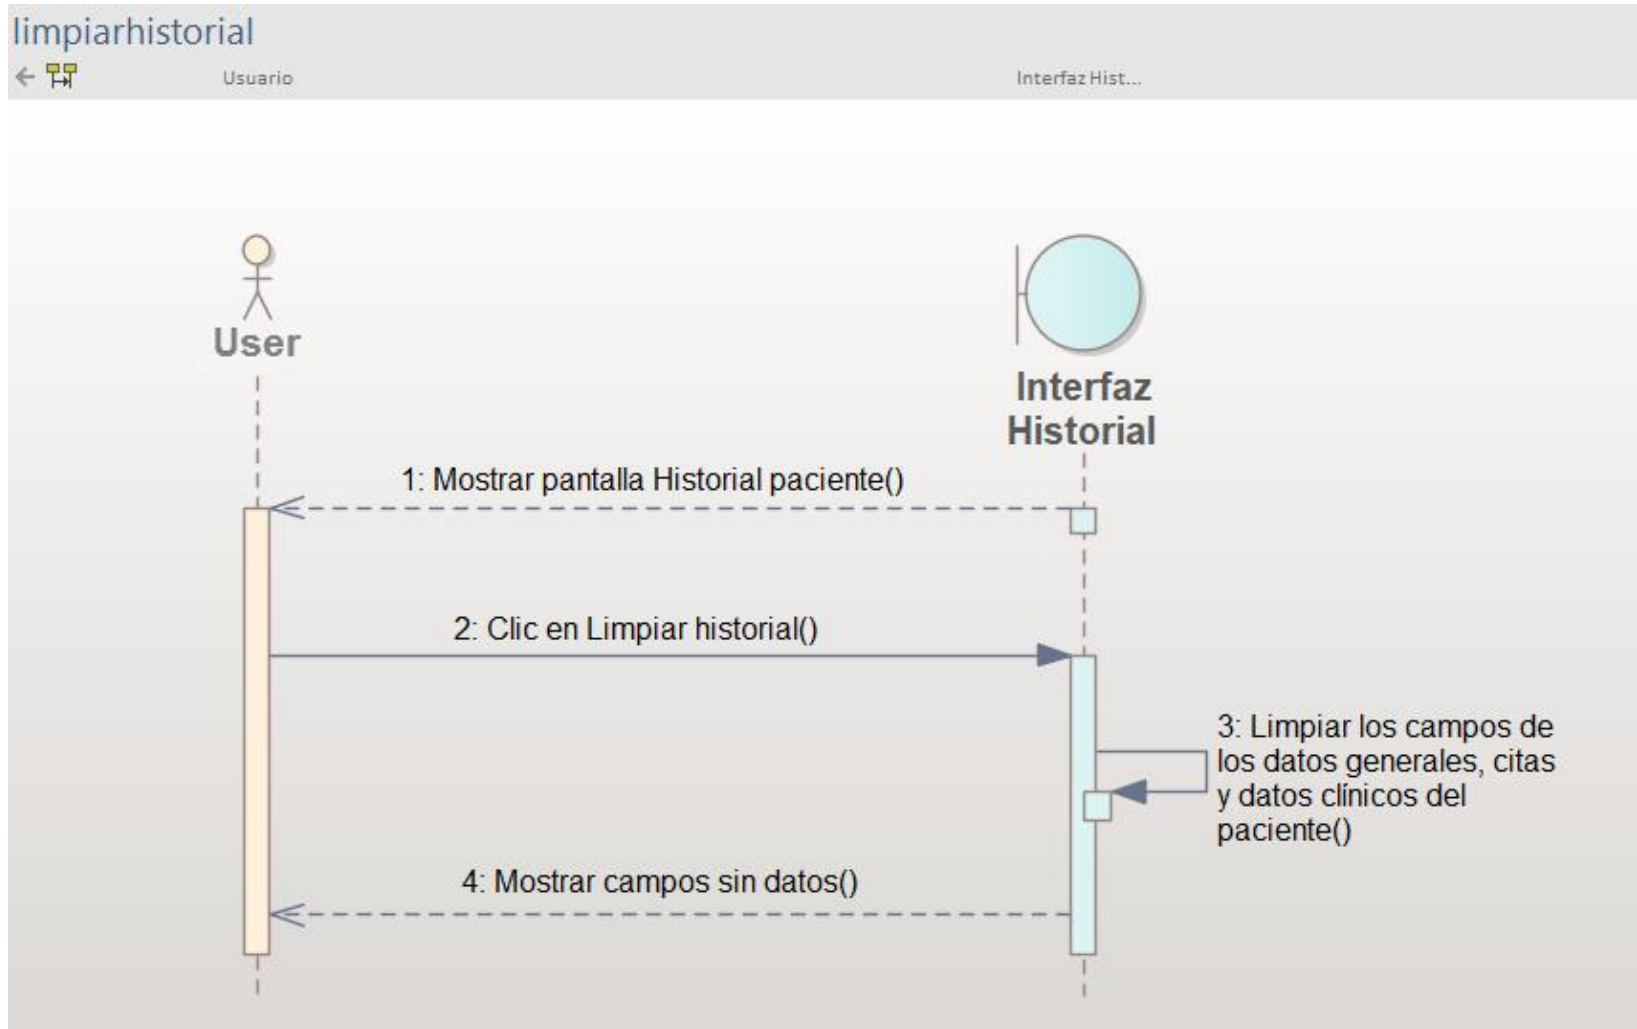 limpiarhistorial
Usuario
Interfaz Hist...
User
Interfaz
Historial
1: Mostrar pantalla Historial paciente()
2: Clic en Limpiar historial()
3: Limpiar los campos de
los datos generales, citas
y datos clínicos del
paciente()
4: Mostrar campos sin datos()